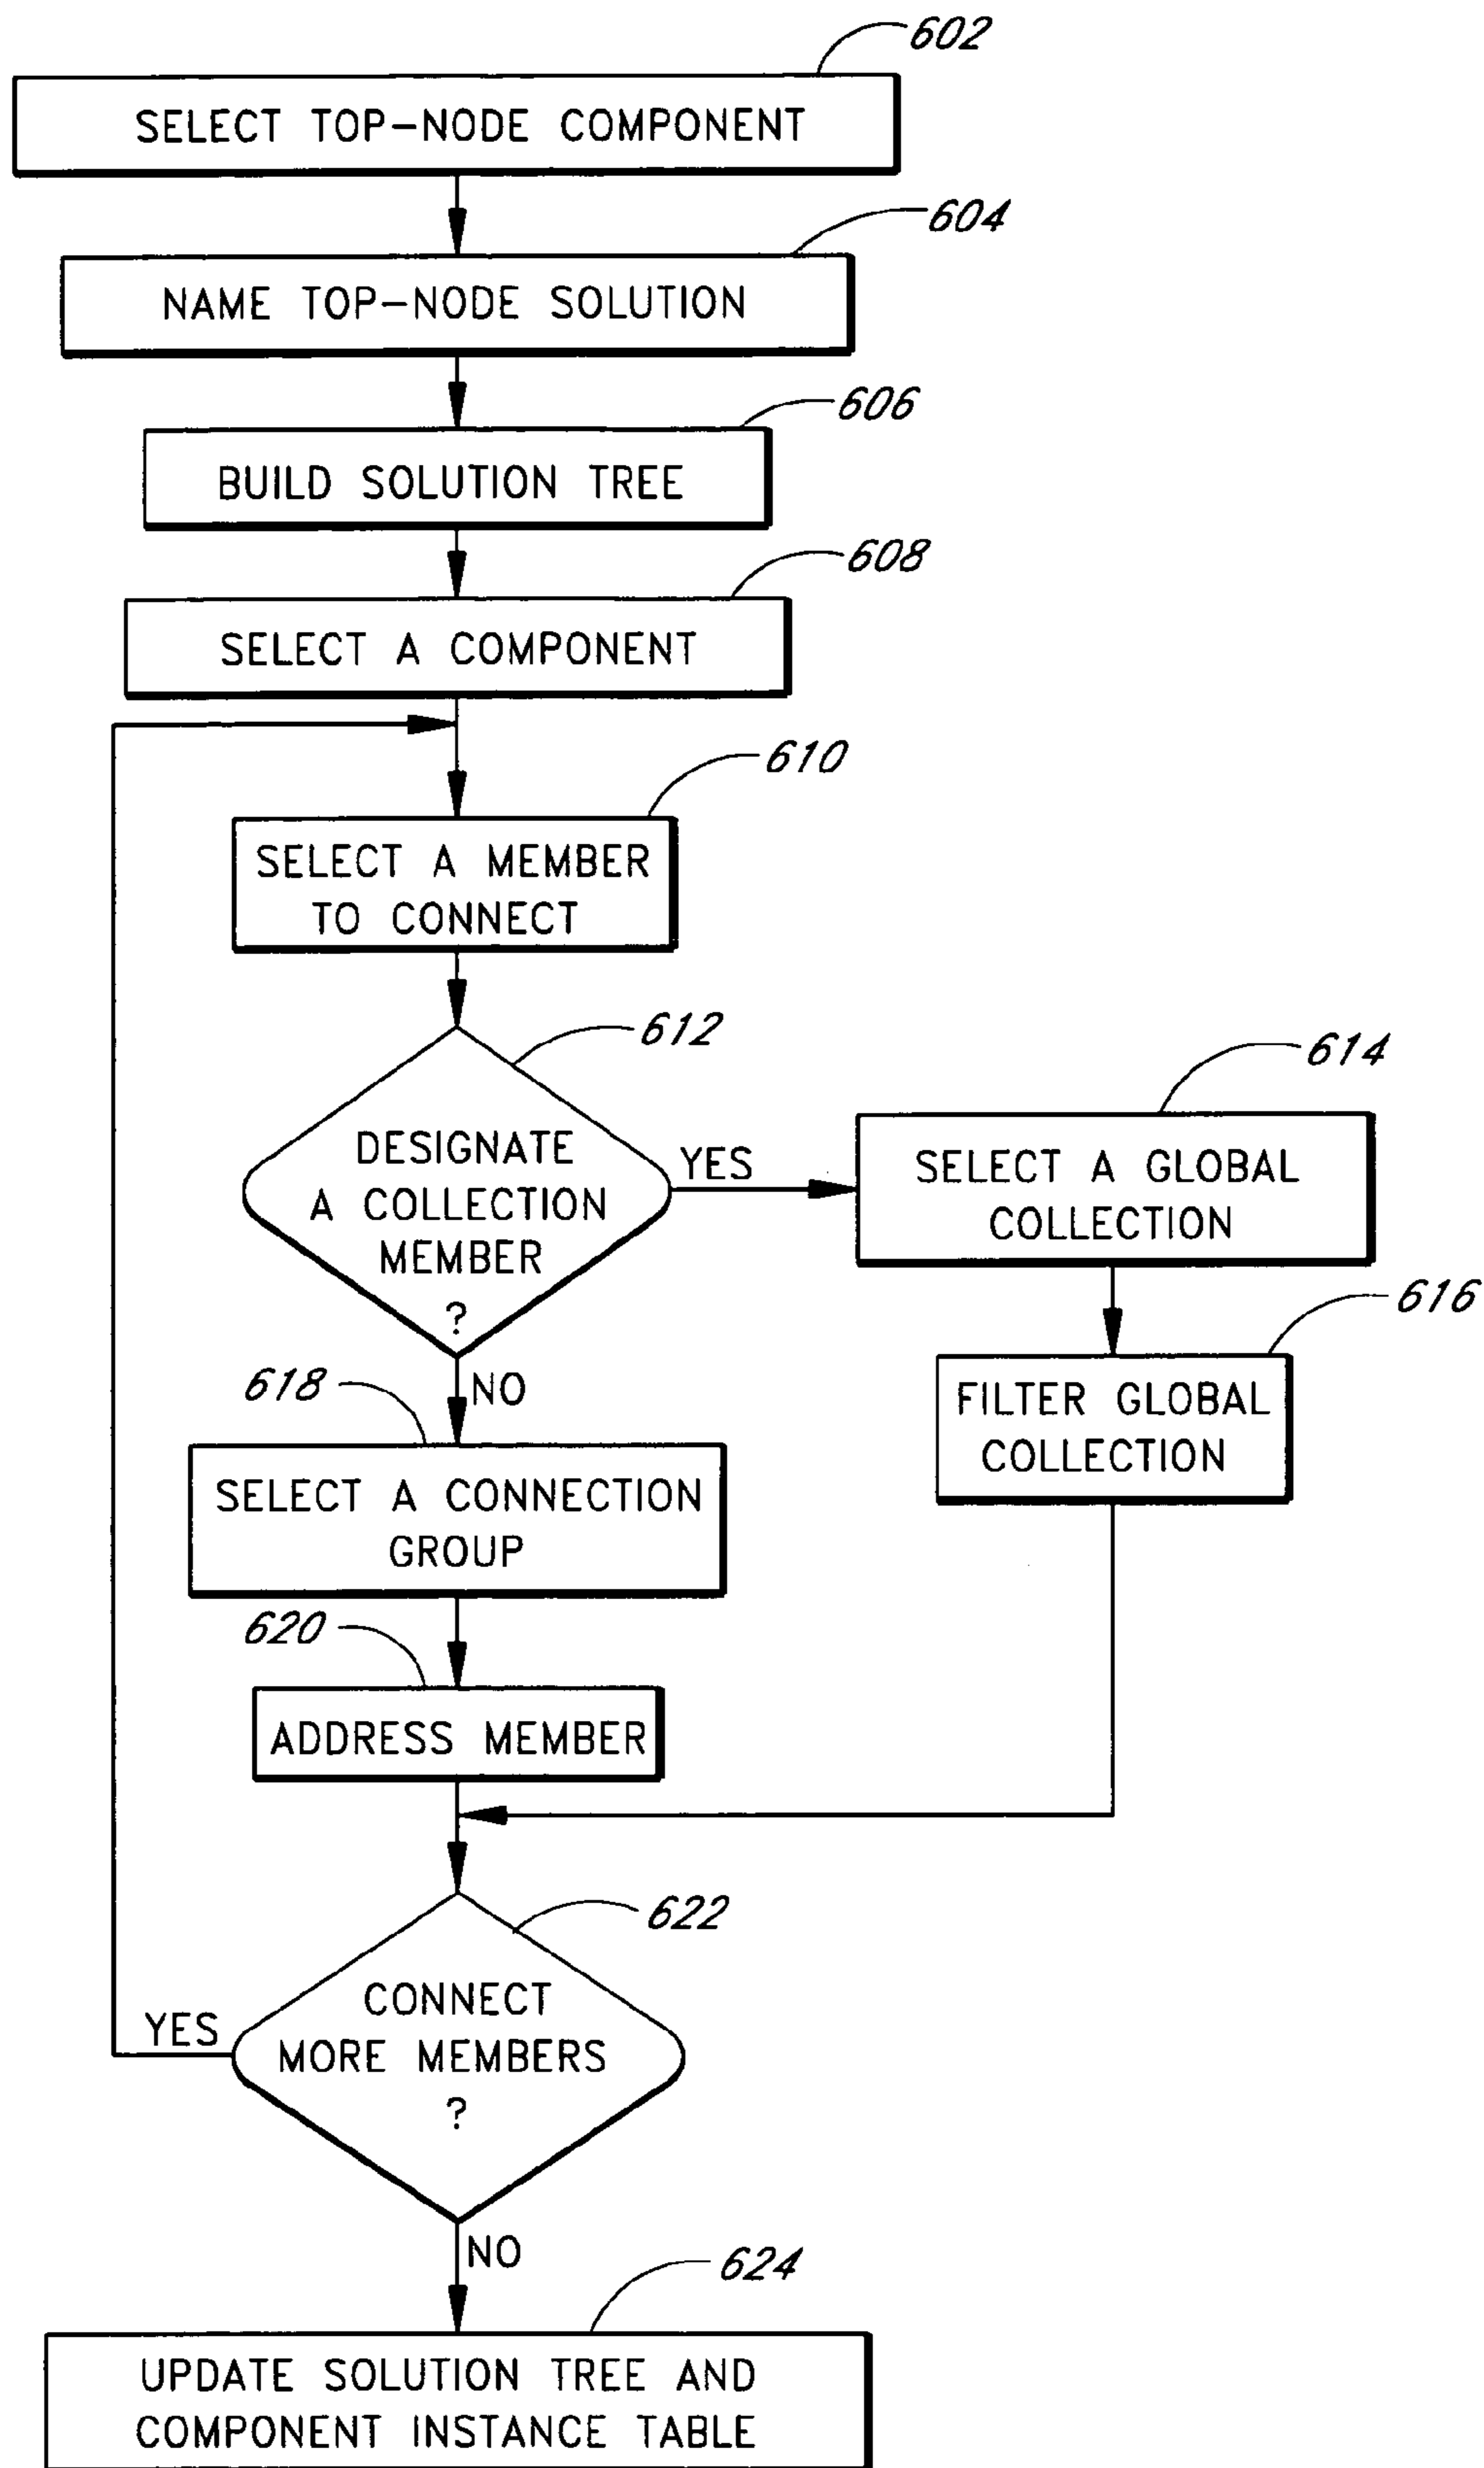 602
SELECT TOP-NODE COMPONENT
604
NAME TOP-NODE SOLUTION
606
BUILD SOLUTION TREE
608
SELECT A COMPONENT
610
SELECT A MEMBER
TO CONNECT
612
DESIGNATE
A COLLECTION
MEMBER
?
YES
614
SELECT A GLOBAL
COLLECTION
616
FILTER GLOBAL
COLLECTION
NO
618
SELECT A CONNECTION
GROUP
620
ADDRESS MEMBER
622
CONNECT
MORE MEMBERS
?
YES
NO
624
UPDATE SOLUTION TREE AND
COMPONENT INSTANCE TABLE